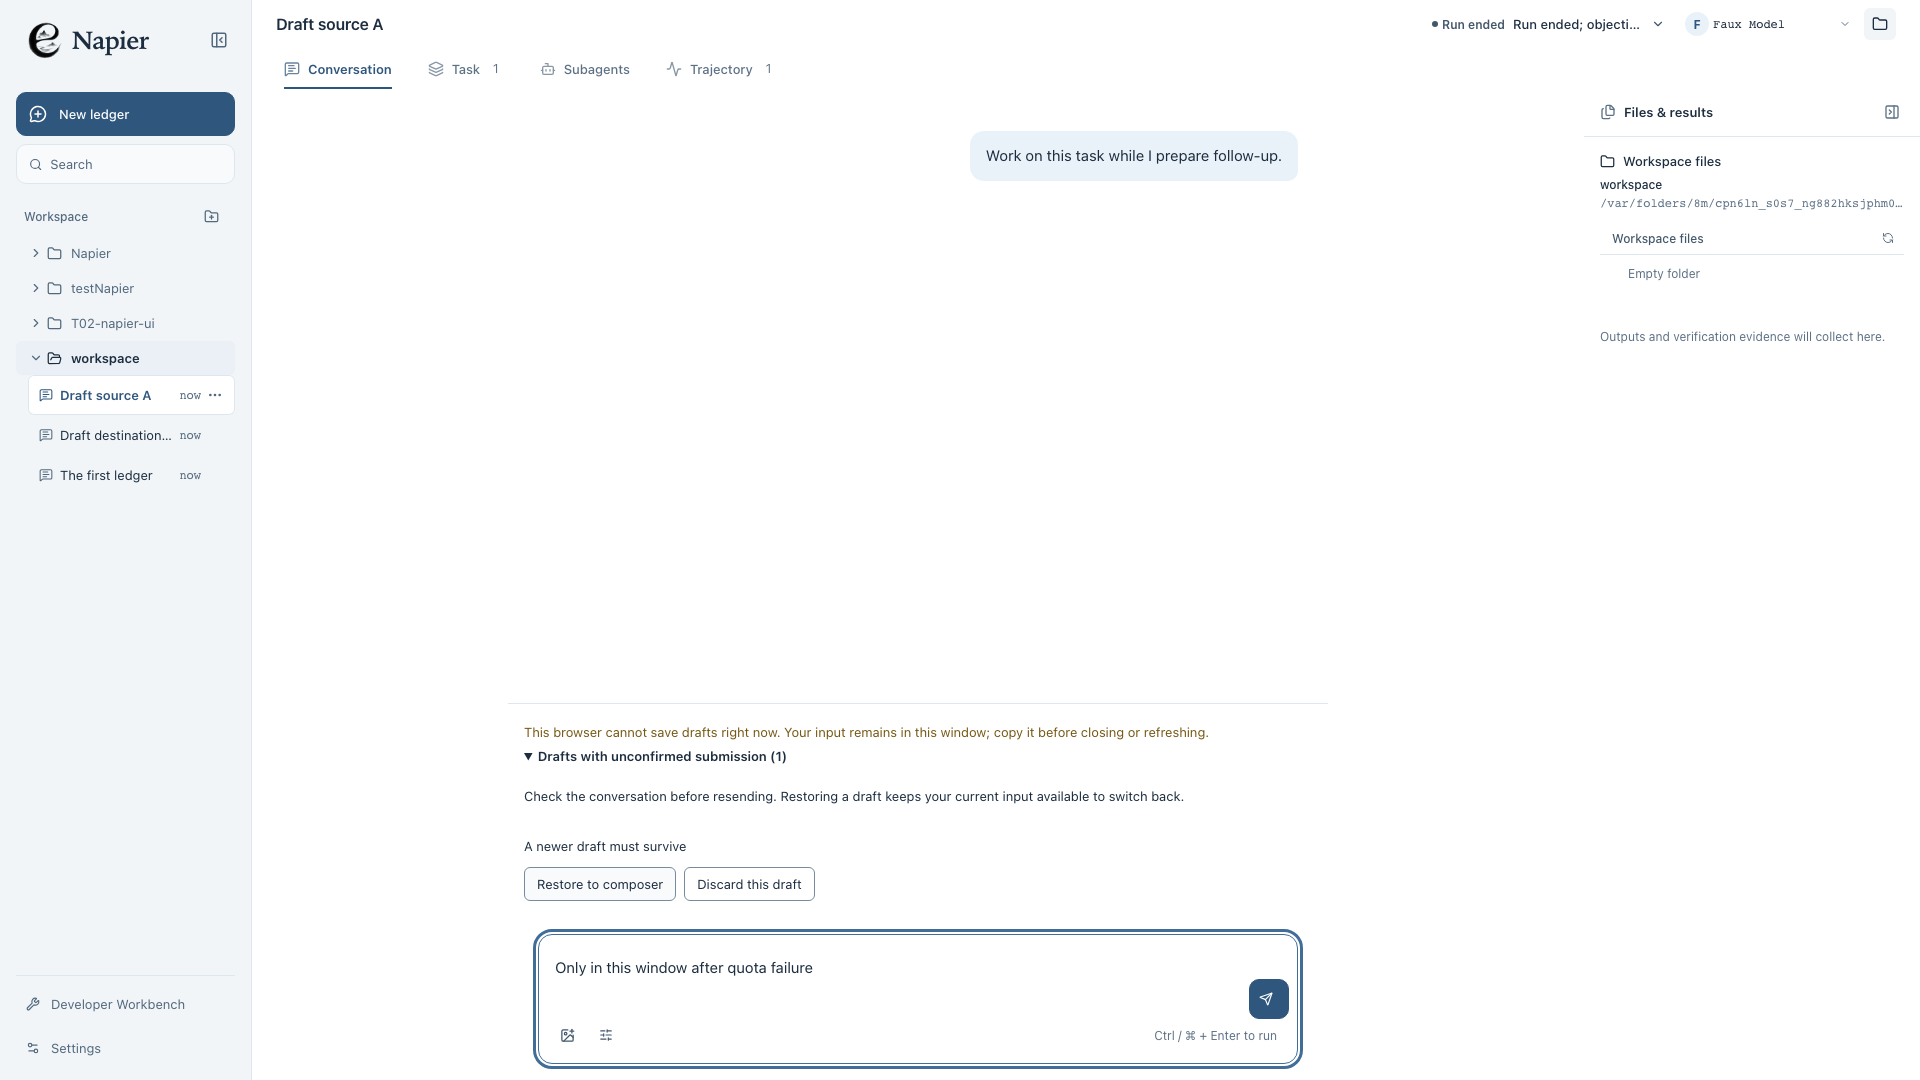 Napier
New ledger
Search
Workspace
Napier
testNapier
T02-napier-ui
workspace
Draft source A now
Draft destination... now
The first ledger now
Developer Workbench
Settings
Draft source A
Run ended Run ended; objecti...
F Faux Model
Conversation
Task 1
Subagents
Trajectory 1
Work on this task while I prepare follow-up.
This browser cannot save drafts right now. Your input remains in this window; copy it before closing or refreshing.
Drafts with unconfirmed submission (1)
Check the conversation before resending. Restoring a draft keeps your current input available to switch back.
A newer draft must survive
Restore to composer
Discard this draft
Only in this window after quota failure
Ctrl / ⌘ + Enter to run
Files & results
Workspace files
workspace
/var/folders/8m/cpn6ln_s0s7_ng882hksjphm0...
Workspace files
Empty folder
Outputs and verification evidence will collect here.